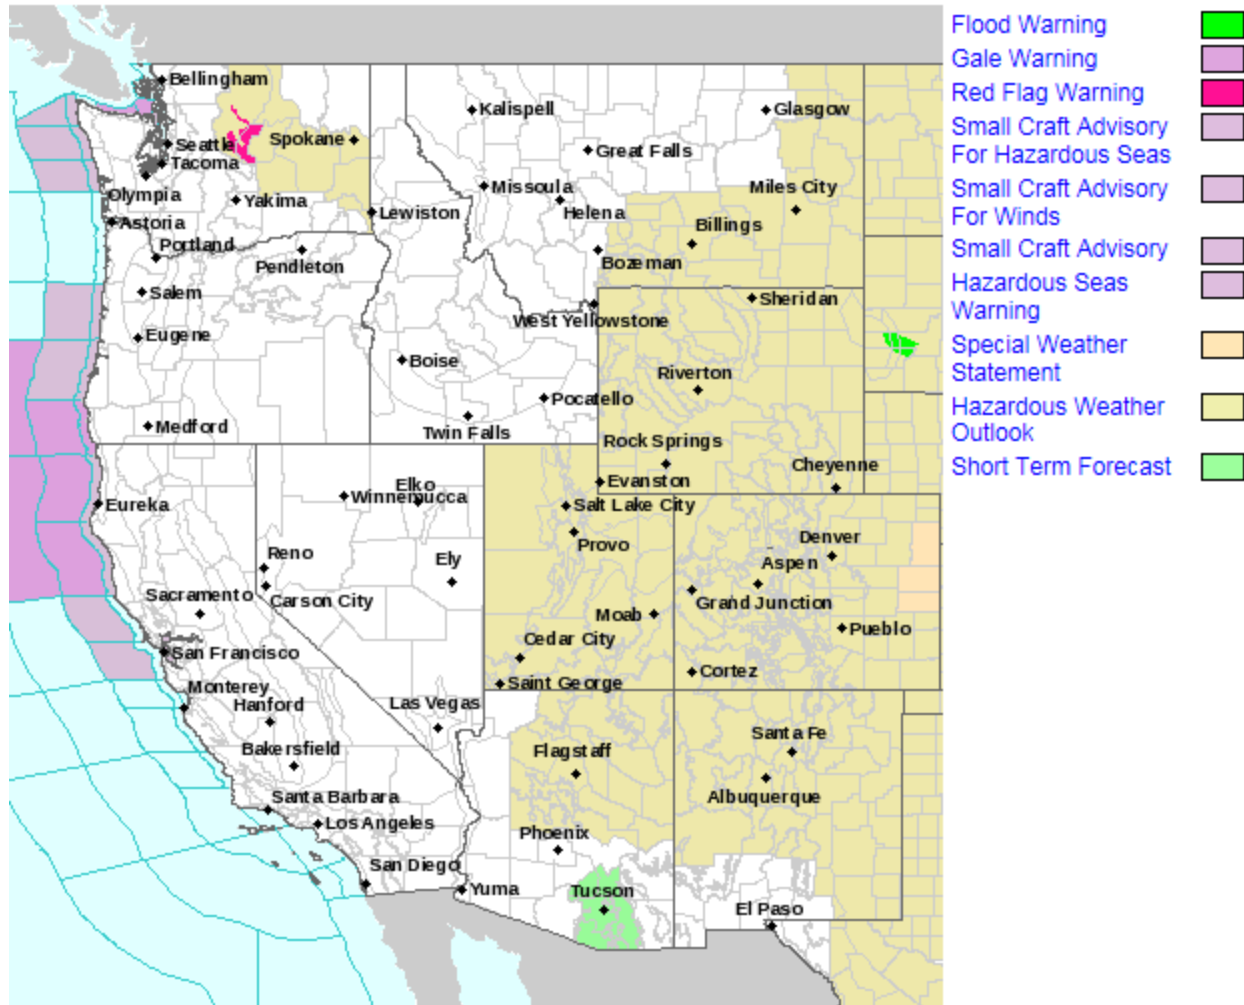 Bellingham
Seattle
Tacoma
Olympia
Astoria
Yakima
Spokane
Lewiston
Portland
Pendleton
Salem
Eugene
Medford
Kalispell
Glasgow
Great Falls
Missoula
Helena
Miles City
Billings
Bozeman
West Yellowstone
Sheridan
Boise
Riverton
Pocatello
Twin Falls
Rock Springs
Evanston
Cheyenne
Eureka
Elko
Winnemucca
Salt Lake City
Provo
Reno
Ely
Denver
Aspen
Sacramento
Carson City
Grand Junction
Moab
Pueblo
San Francisco
Cedar City
Cortez
Monterey
Saint George
Hanford
Las Vegas
Bakersfield
Flagstaff
Santa Fe
Albuquerque
Santa Barbara
Los Angeles
Phoenix
San Diego
Yuma
Tucson
El Paso
Flood Warning
Gale Warning
Red Flag Warning
Small Craft Advisory
For Hazardous Seas
Small Craft Advisory
For Winds
Small Craft Advisory
Hazardous Seas
Warning
Special Weather
Statement
Hazardous Weather
Outlook
Short Term Forecast